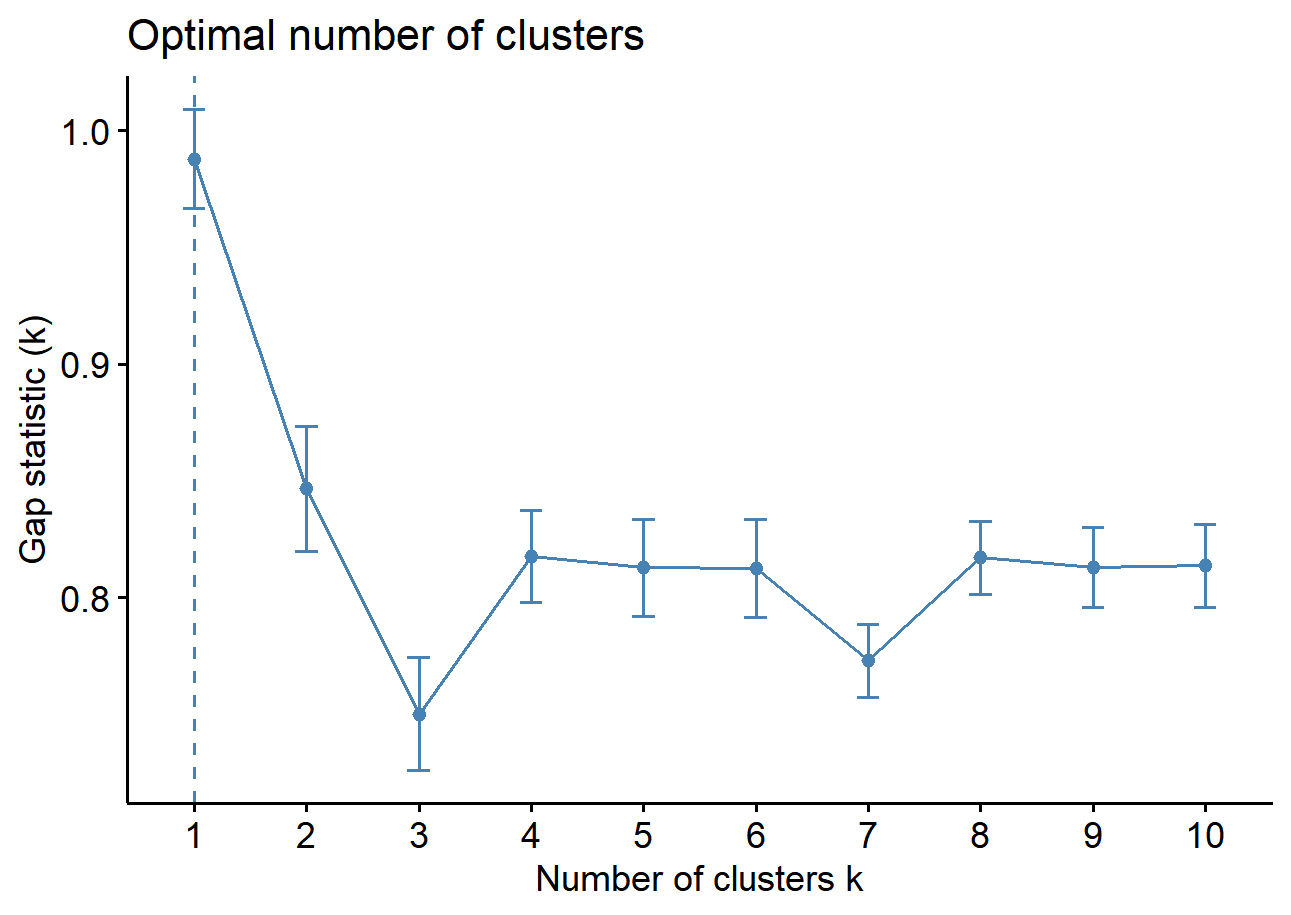 Optimal number of clusters
Gap statistic (k)
1.0
0.9
0.8
1 2 3 4 5 6 7 8 9 10
Number of clusters k